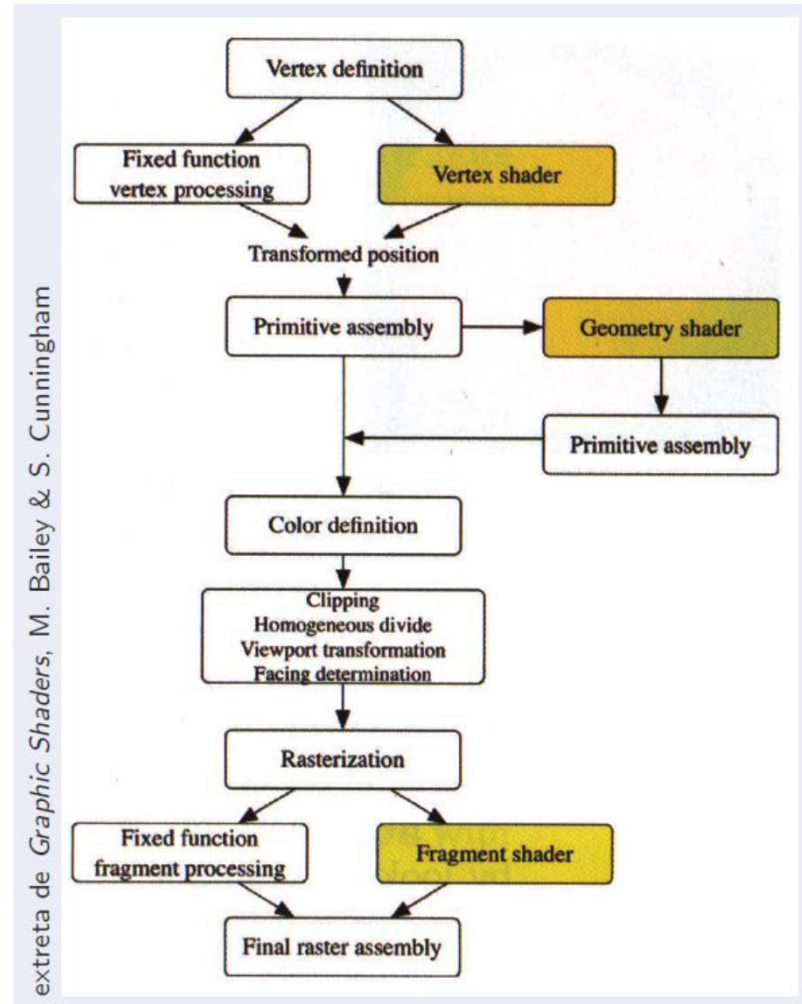 Vertex definition
Fixed function
vertex processing
Vertex shader
Transformed position
Primitive assembly
Geometry shader
Primitive assembly
Color definition
Clipping
Homogeneous divide
Viewport transformation
Facing determination
Rasterization
Fixed function
fragment processing
Fragment shader
Final raster assembly
extreta de Graphic Shaders, M. Bailey & S. Cunningham